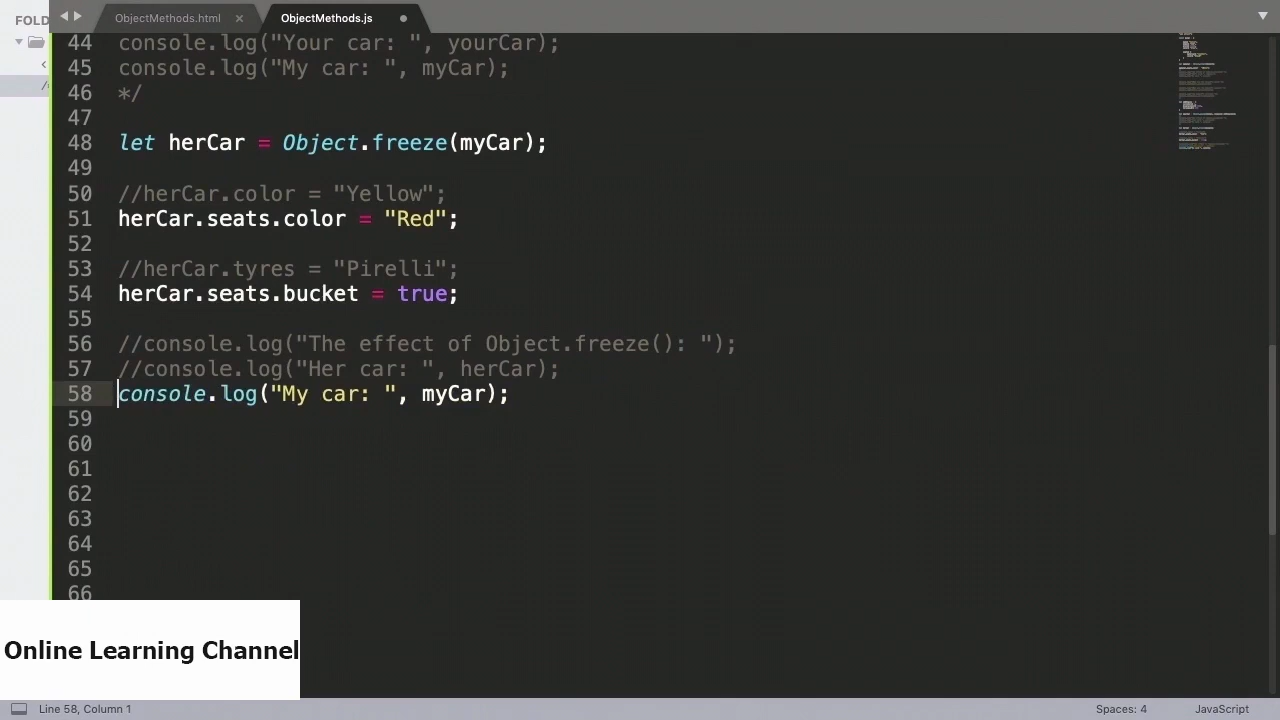 FOLD
ObjectMethods.html ×
ObjectMethods.js
44 console.log("Your car: ", yourCar);
45 console.log("My car: ", myCar);
46 */
47
48 let herCar = Object.freeze(myCar);
49
50 //herCar.color = "Yellow";
51 herCar.seats.color = "Red";
52
53 //herCar.tyres = "Pirelli";
54 herCar.seats.bucket = true;
55
56 //console.log("The effect of Object.freeze(): ");
57 //console.log("Her car: ", herCar);
58 console.log("My car: ", myCar);
59
60
61
62
63
64
65
66
Online Learning Channel
Line 58, Column 1
Spaces: 4
JavaScript